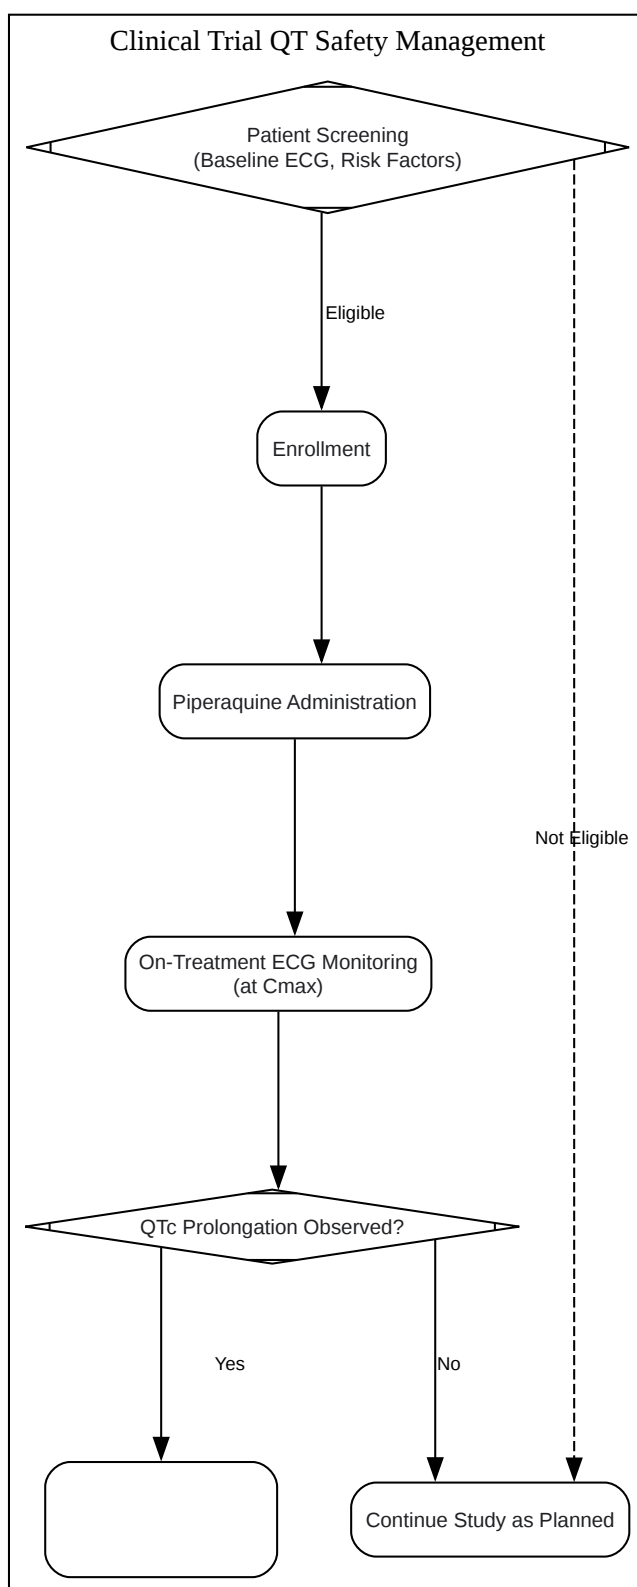 Clinical Trial QT Safety Management
Patient Screening
(Baseline ECG, Risk Factors)
Eligible
Enrollment
Piperaquine Administration
Not Eligible
On-Treatment ECG Monitoring
(at Cmax)
QTc Prolongation Observed?
Yes
No
Continue Study as Planned